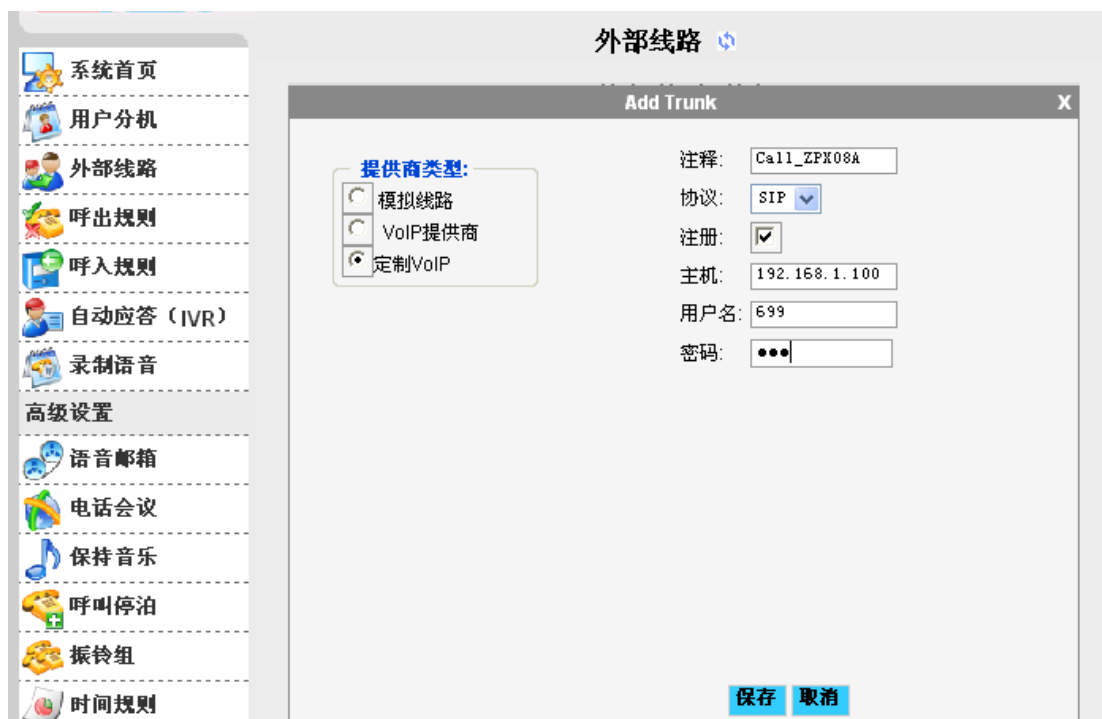 外部线路
系统首页
用户分机
外部线路
呼出规则
呼入规则
自动应答（IVR）
录制语音
高级设置
语音邮箱
电话会议
保持音乐
呼叫停泊
振铃组
时间规则
Add Trunk X
提供商类型:
模拟线路
VoIP提供商
定制VoIP
注释: Call_ZPX08A
协议: SIP
注册:
主机: 192.168.1.100
用户名: 699
密码: ●●●
保存 取消